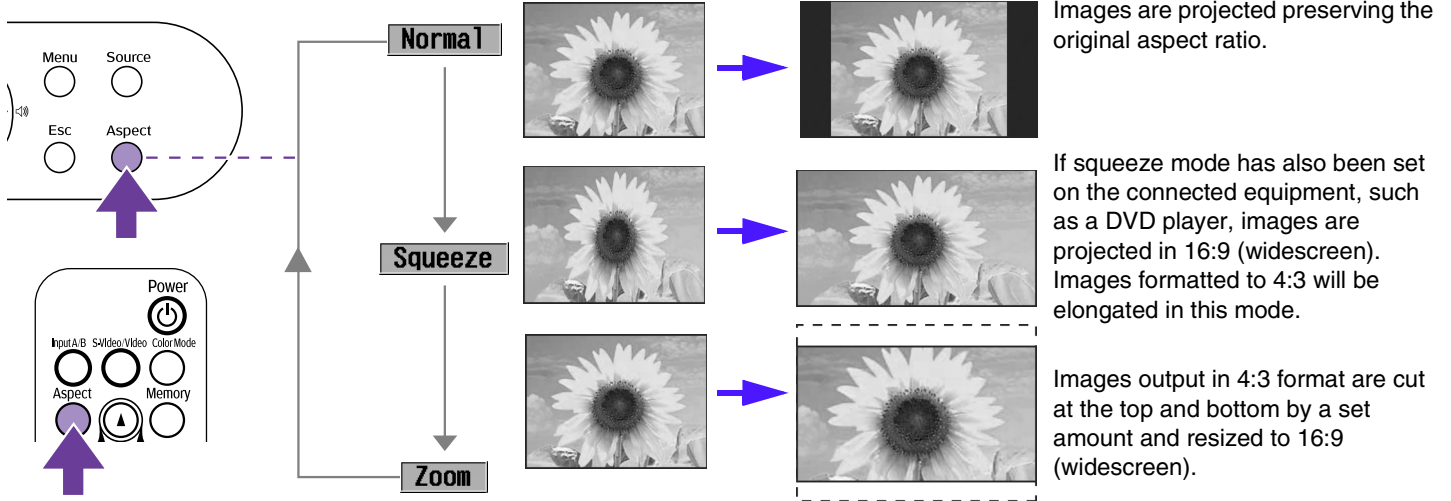 Menu
Source
Esc
Aspect
Power
Input A/B
S-Video/Video
Color Mode
Aspect
Memory
Normal
Squeeze
Zoom
Images are projected preserving the
original aspect ratio.
If squeeze mode has also been set
on the connected equipment, such
as a DVD player, images are
projected in 16:9 (widescreen).
Images formatted to 4:3 will be
elongated in this mode.
Images output in 4:3 format are cut
at the top and bottom by a set
amount and resized to 16:9
(widescreen).